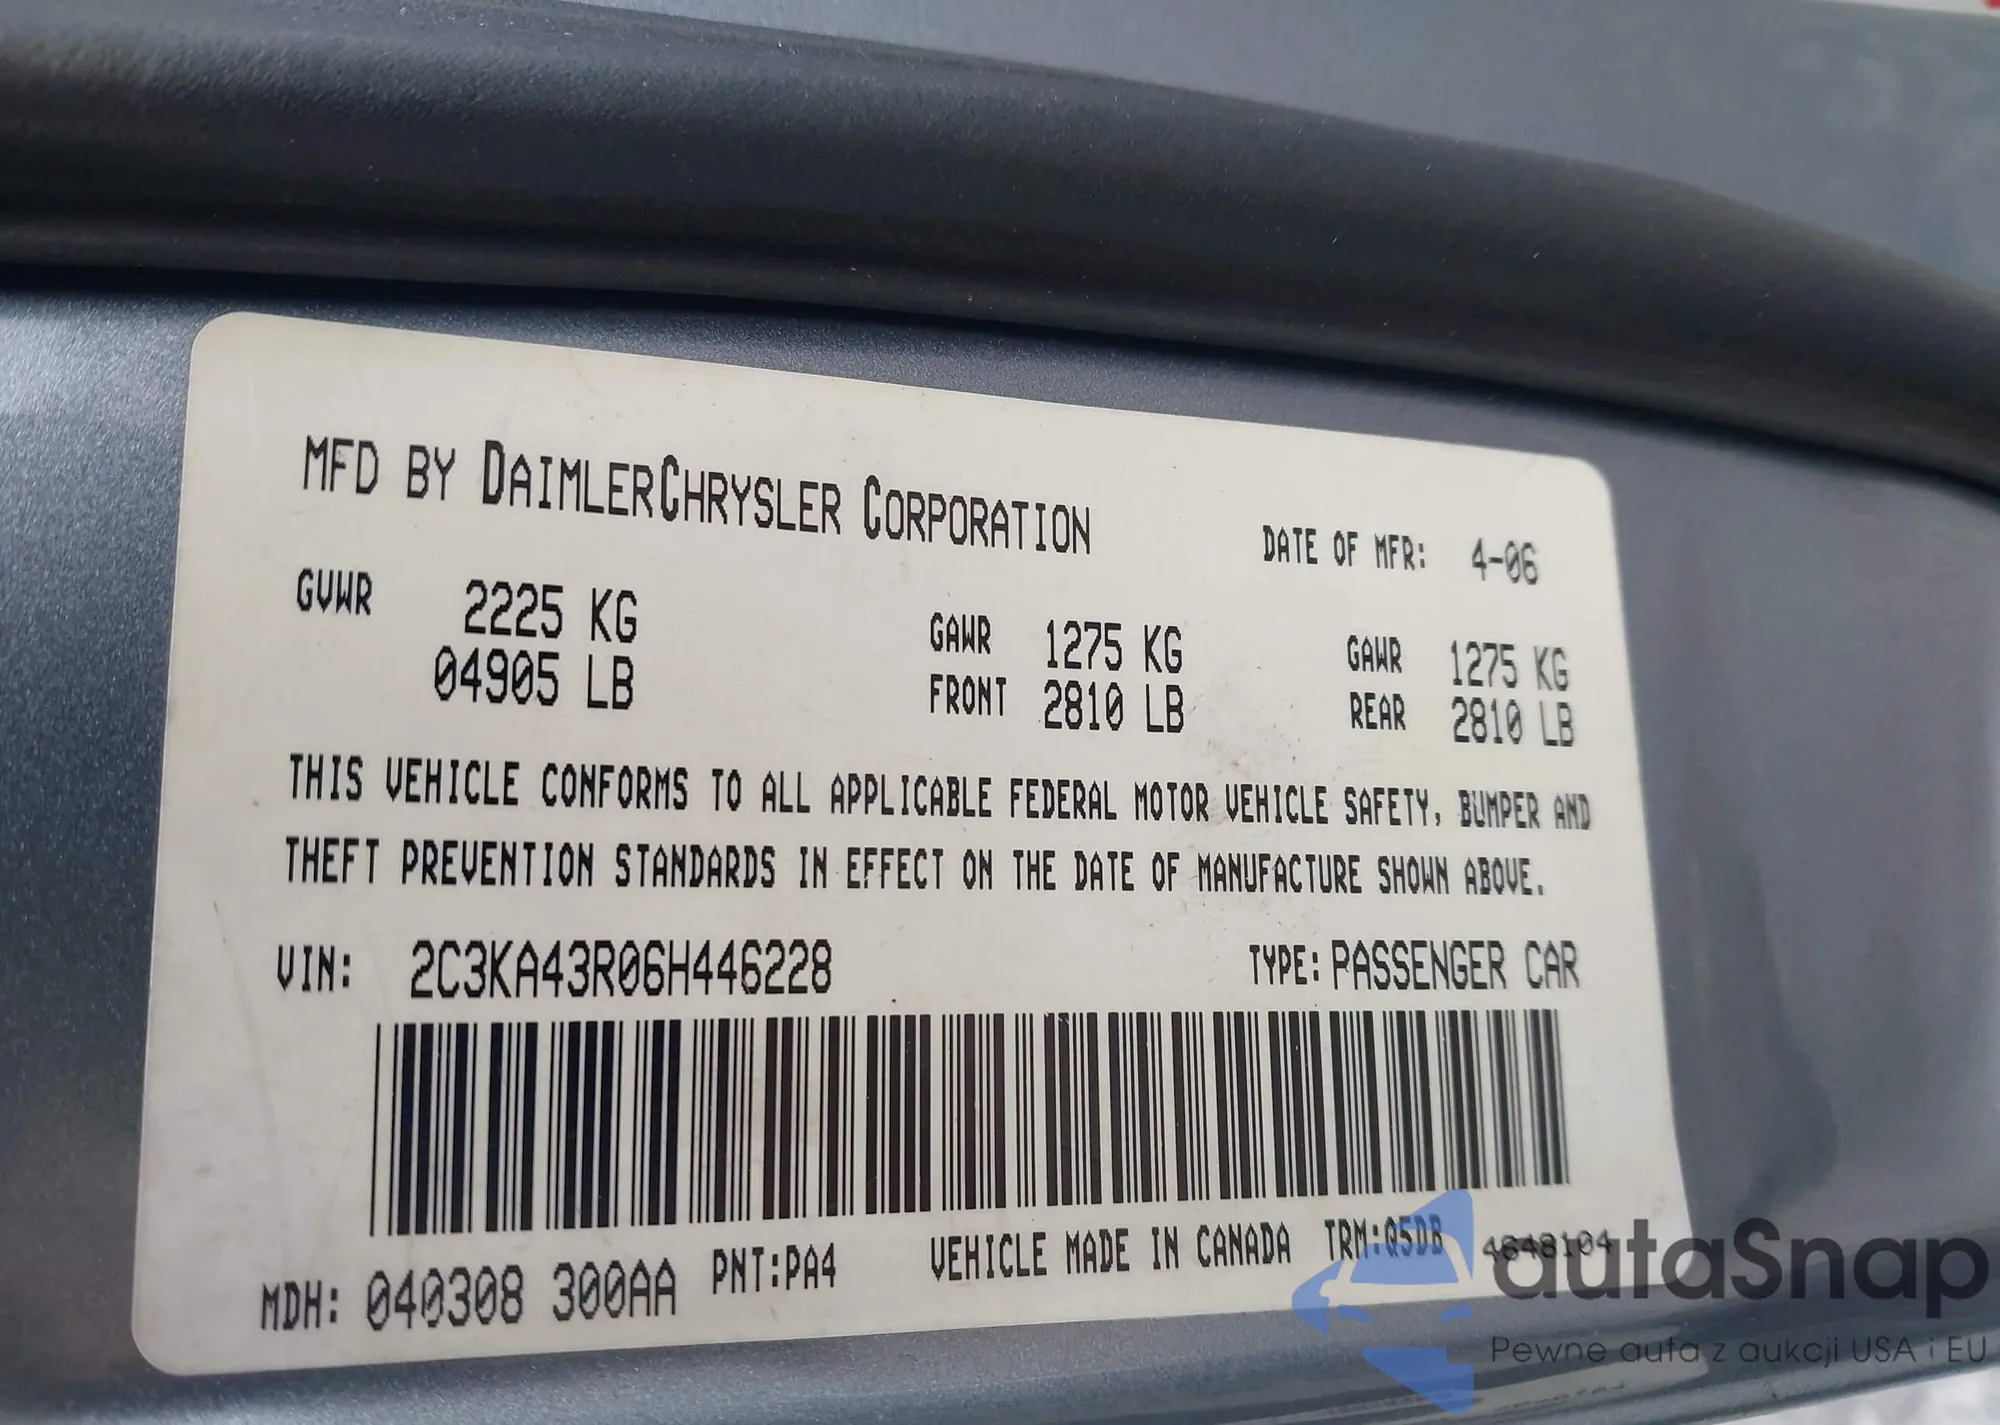 MFD BY DAIMLERCHRYSLER CORPORATION
DATE OF MFR: 4-06
GVWR 2225 KG
04905 LB
GAWR 1275 KG
FRONT 2810 LB
GAWR 1275 KG
REAR 2810 LB
THIS VEHICLE CONFORMS TO ALL APPLICABLE FEDERAL MOTOR VEHICLE SAFETY, BUMPER AND
THEFT PREVENTION STANDARDS IN EFFECT ON THE DATE OF MANUFACTURE SHOWN ABOVE.
VIN: 2C3KA43R06H446228 TYPE: PASSENGER CAR
MDH: 040308 300AA PNT:PA4 VEHICLE MADE IN CANADA TRM:Q5DB 4648104
autaSnap
Pewne auta z aukcji USA i EU